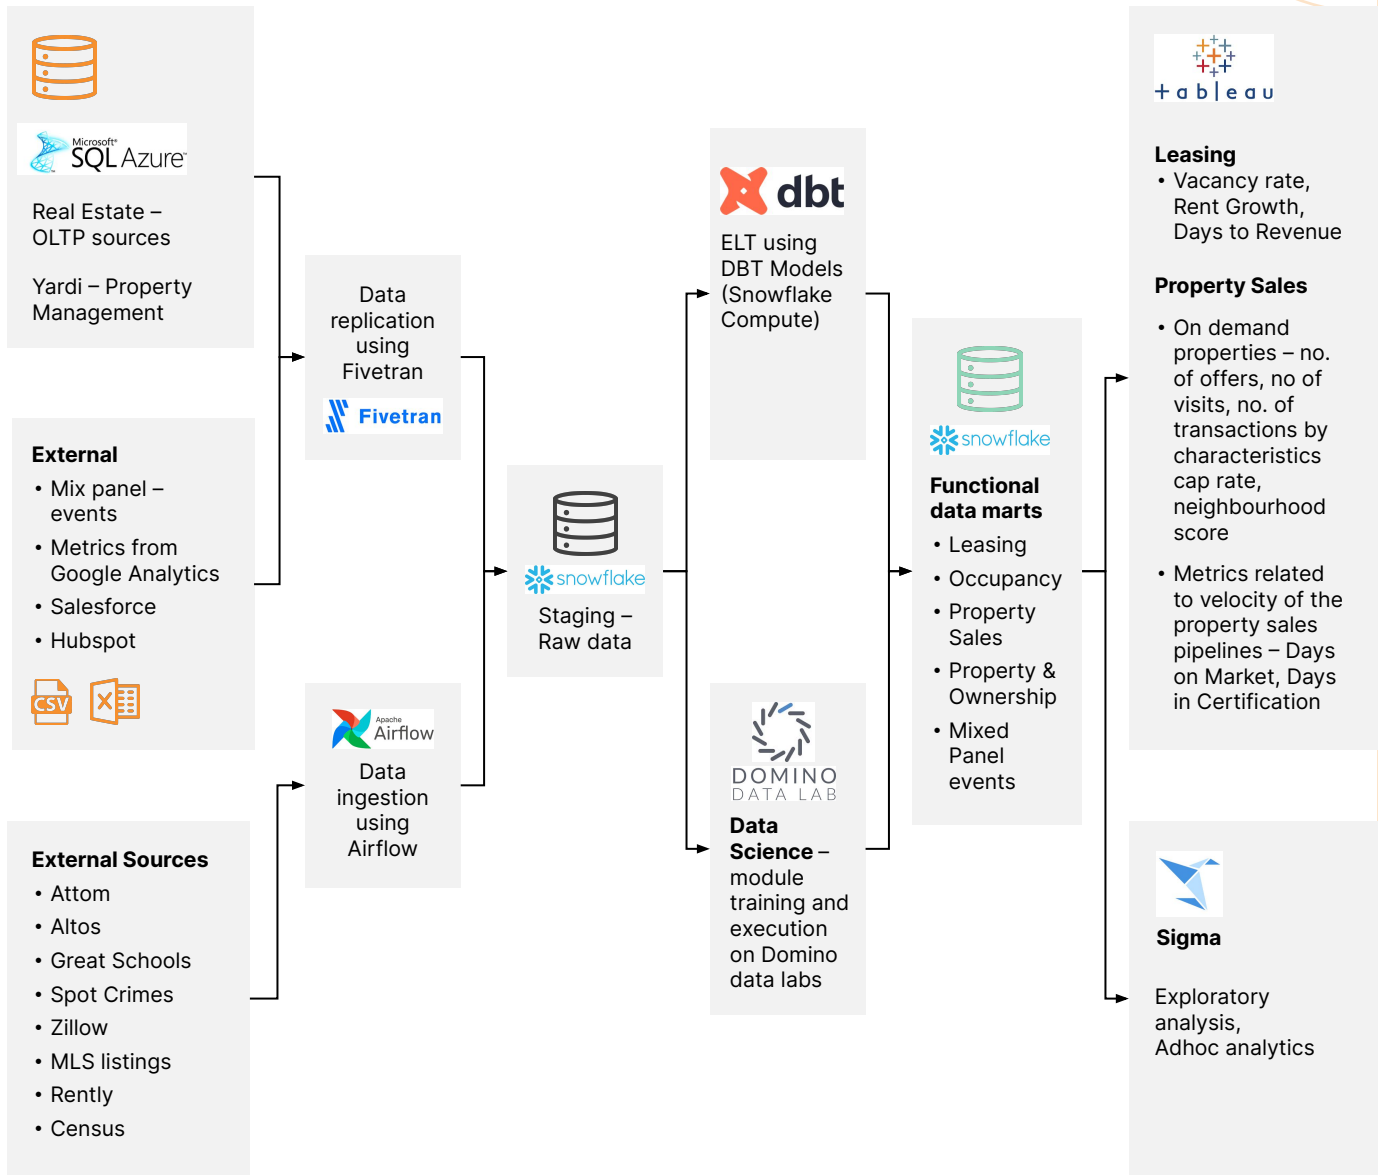 Microsoft®
SQL Azure™
Real Estate –
OLTP sources
Yardi – Property
Management
External
• Mix panel –
events
• Metrics from
Google Analytics
• Salesforce
• Hubspot
CSV
X
External Sources
• Attom
• Altos
• Great Schools
• Spot Crimes
• Zillow
• MLS listings
• Rently
• Census
Data
replication
using
Fivetran
Fivetran
Apache
Airflow
Data
ingestion
using
Airflow
snowflake
Staging –
Raw data
dbt
ELT using
DBT Models
(Snowflake
Compute)
DOMINO
DATA LAB
Data
Science –
module
training and
execution
on Domino
data labs
snowflake
Functional
data marts
• Leasing
• Occupancy
• Property
Sales
• Property &
Ownership
• Mixed
Panel
events
+ableau
Leasing
• Vacancy rate,
Rent Growth,
Days to Revenue
Property Sales
• On demand
properties – no.
of offers, no of
visits, no. of
transactions by
characteristics
cap rate,
neighbourhood
score
• Metrics related
to velocity of the
property sales
pipelines – Days
on Market, Days
in Certification
Sigma
Exploratory
analysis,
Adhoc analytics